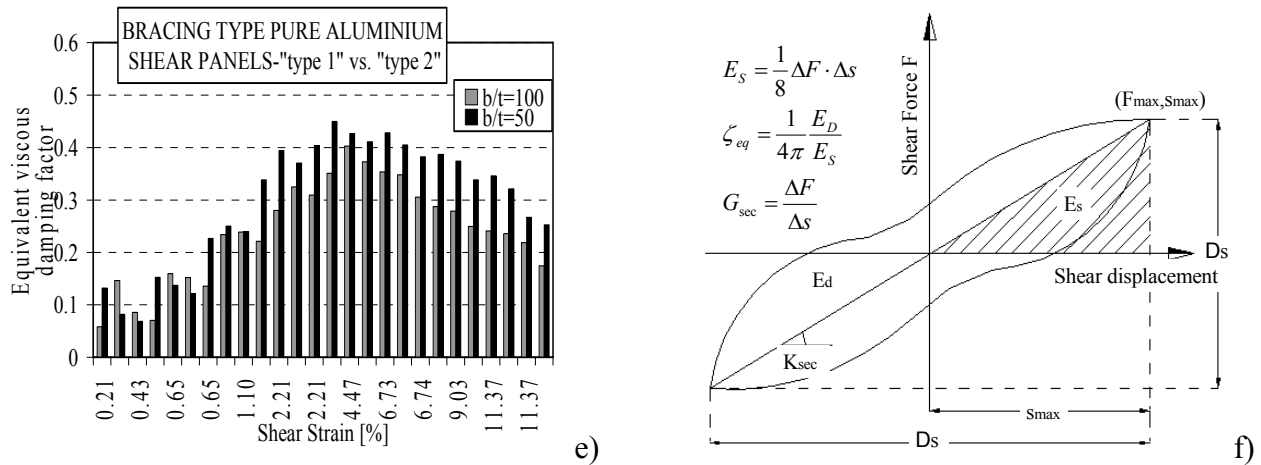 BRACING TYPE PURE ALUMINIUM
SHEAR PANELS-"type 1" vs. "type 2"
b/t=100
b/t=50
Equivalent viscous
damping factor
0.6
0.5
0.4
0.3
0.2
0.1
0
0.21
0.43
0.65
0.65
1.10
2.21
2.21
4.47
6.73
6.74
9.03
11.37
11.37
Shear Strain [%]
e)
E_S = 1/8 ΔF · Δs
ζ_eq = 1/4π E_D/E_S
G_sec = ΔF/Δs
Shear Force F
(Fmax,smax)
Es
Ds
Shear displacement
Ed
Ksec
smax
Ds
f)